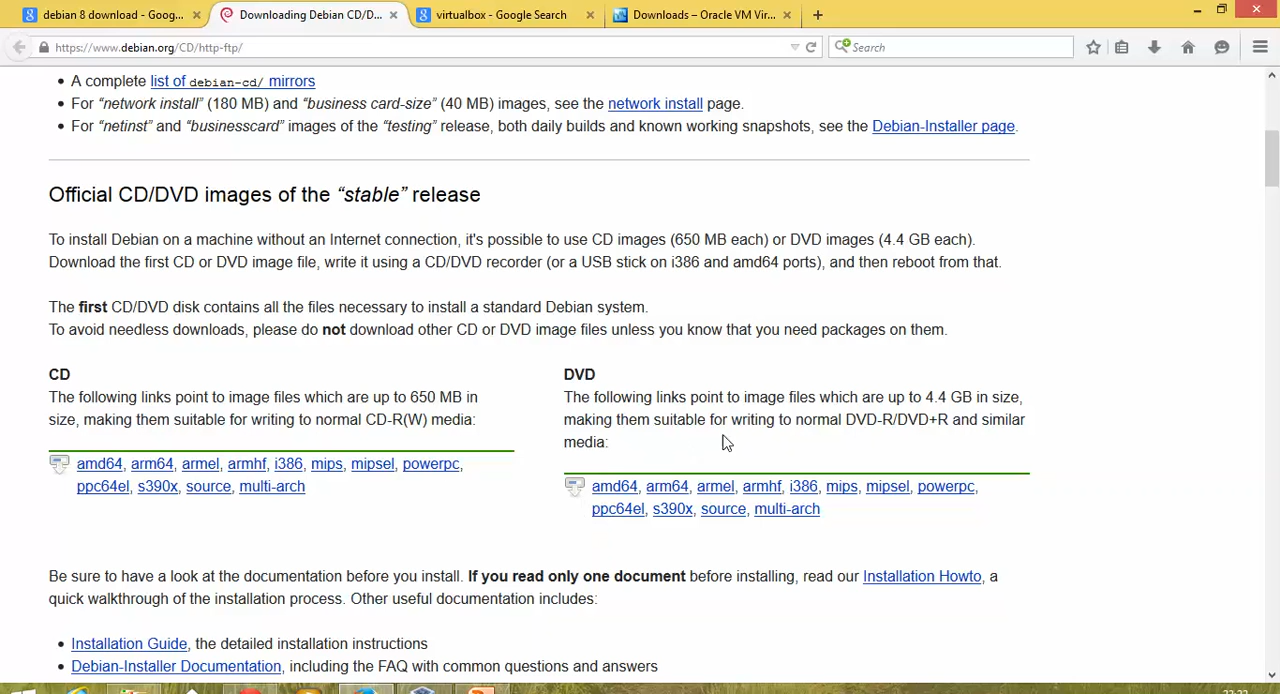 debian 8 download - Goog...
Downloading Debian CD/D...
virtualbox - Google Search
Downloads – Oracle VM Vir...
https://www.debian.org/CD/http-ftp/
Search
• A complete list of debian-cd/ mirrors
• For “network install” (180 MB) and “business card-size” (40 MB) images, see the network install page.
• For “netinst” and “businesscard” images of the “testing” release, both daily builds and known working snapshots, see the Debian-Installer page.
Official CD/DVD images of the “stable” release
To install Debian on a machine without an Internet connection, it's possible to use CD images (650 MB each) or DVD images (4.4 GB each).
Download the first CD or DVD image file, write it using a CD/DVD recorder (or a USB stick on i386 and amd64 ports), and then reboot from that.
The first CD/DVD disk contains all the files necessary to install a standard Debian system.
To avoid needless downloads, please do not download other CD or DVD image files unless you know that you need packages on them.
CD
The following links point to image files which are up to 650 MB in
size, making them suitable for writing to normal CD-R(W) media:
amd64, arm64, armel, armhf, i386, mips, mipsel, powerpc,
ppc64el, s390x, source, multi-arch
DVD
The following links point to image files which are up to 4.4 GB in size,
making them suitable for writing to normal DVD-R/DVD+R and similar
media:
amd64, arm64, armel, armhf, i386, mips, mipsel, powerpc,
ppc64el, s390x, source, multi-arch
Be sure to have a look at the documentation before you install. If you read only one document before installing, read our Installation Howto, a
quick walkthrough of the installation process. Other useful documentation includes:
• Installation Guide, the detailed installation instructions
• Debian-Installer Documentation, including the FAQ with common questions and answers